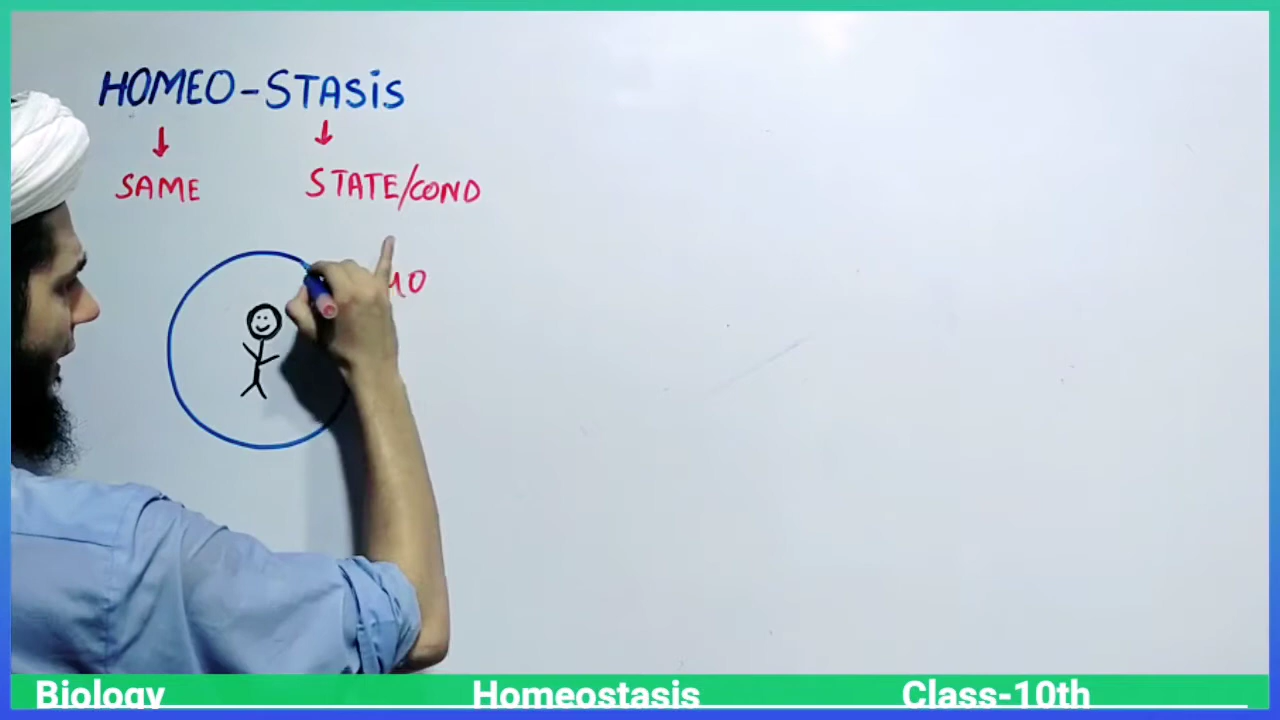 HOMEO-STASiS
↓ ↓
SAME STATE/COND
Biology Homeostasis Class-10th